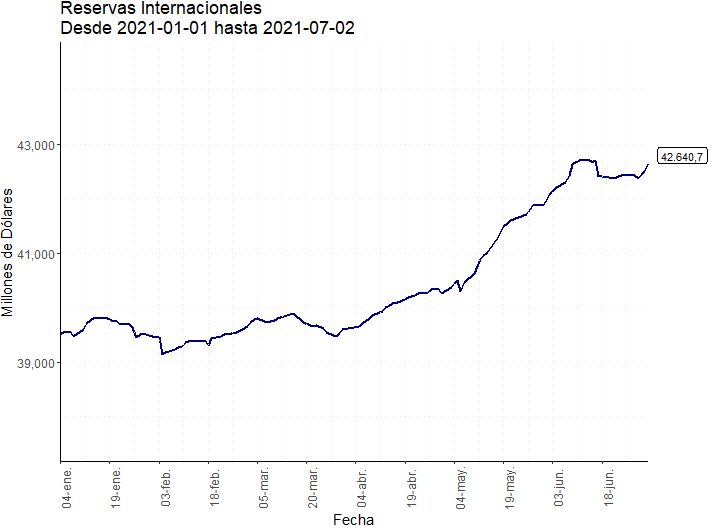 Reservas Internacionales
Desde 2021-01-01 hasta 2021-07-02
Millones de Dólares
43,000
41,000
39,000
42.640,7
04-ene.
19-ene.
03-feb.
18-feb.
05-mar.
20-mar.
04-abr.
19-abr.
04-may.
19-may.
03-jun.
18-jun.
Fecha